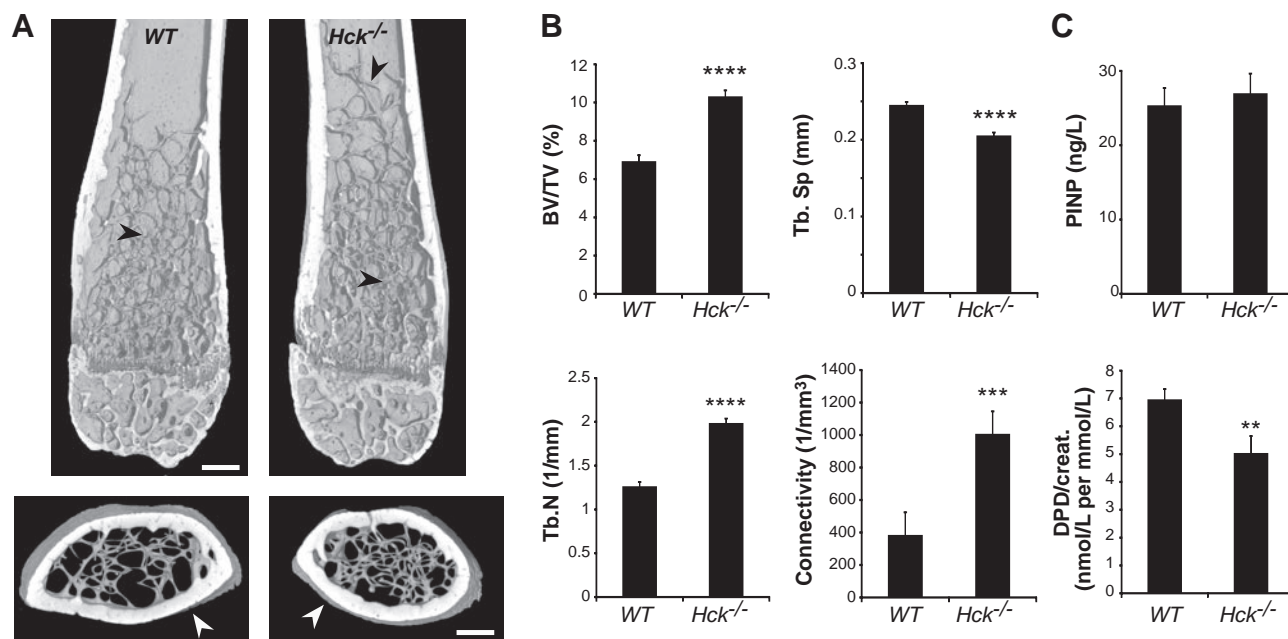 A
WT
Hck-/-
B
12
10
8
6
4
2
0
BV/TV (%)
****
WT
Hck-/-
0.3
0.2
0.1
0
Tb. Sp (mm)
****
WT
Hck-/-
2.5
2
1.5
1
0.5
0
Tb.N (1/mm)
****
WT
Hck-/-
1400
1200
1000
800
600
400
200
0
Connectivity (1/mm3)
***
WT
Hck-/-
C
30
20
10
0
PINP (ng/L)
WT
Hck-/-
8
7
6
5
4
7
2
1
0
DPD/creat.
(nmol/L per mmol/L)
**
WT
Hck-/-